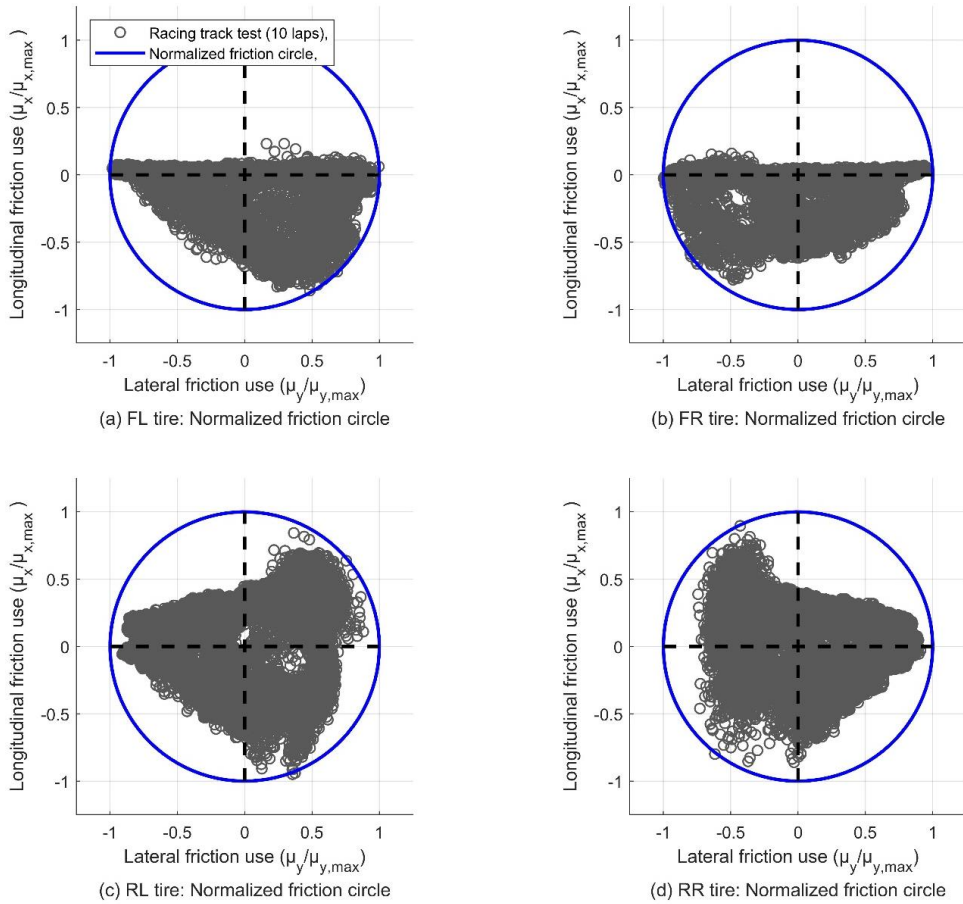 Racing track test (10 laps),
Normalized friction circle,
Longitudinal friction use (μx/μx,max)
1
0.5
0
-0.5
-1
-1 -0.5 0 0.5 1
Lateral friction use (μy/μy,max)
(a) FL tire: Normalized friction circle
Longitudinal friction use (μx/μx,max)
1
0.5
0
-0.5
-1
-1 -0.5 0 0.5 1
Lateral friction use (μy/μy,max)
(b) FR tire: Normalized friction circle
Longitudinal friction use (μx/μx,max )
1
0.5
0
-0.5
-1
-1 -0.5 0 0.5 1
Lateral friction use (μy/μy,max)
(c) RL tire: Normalized friction circle
Longitudinal friction use (μx/μx,max )
1
0.5
0
-0.5
-1
-1 -0.5 0 0.5 1
Lateral friction use (μy/μy,max)
(d) RR tire: Normalized friction circle